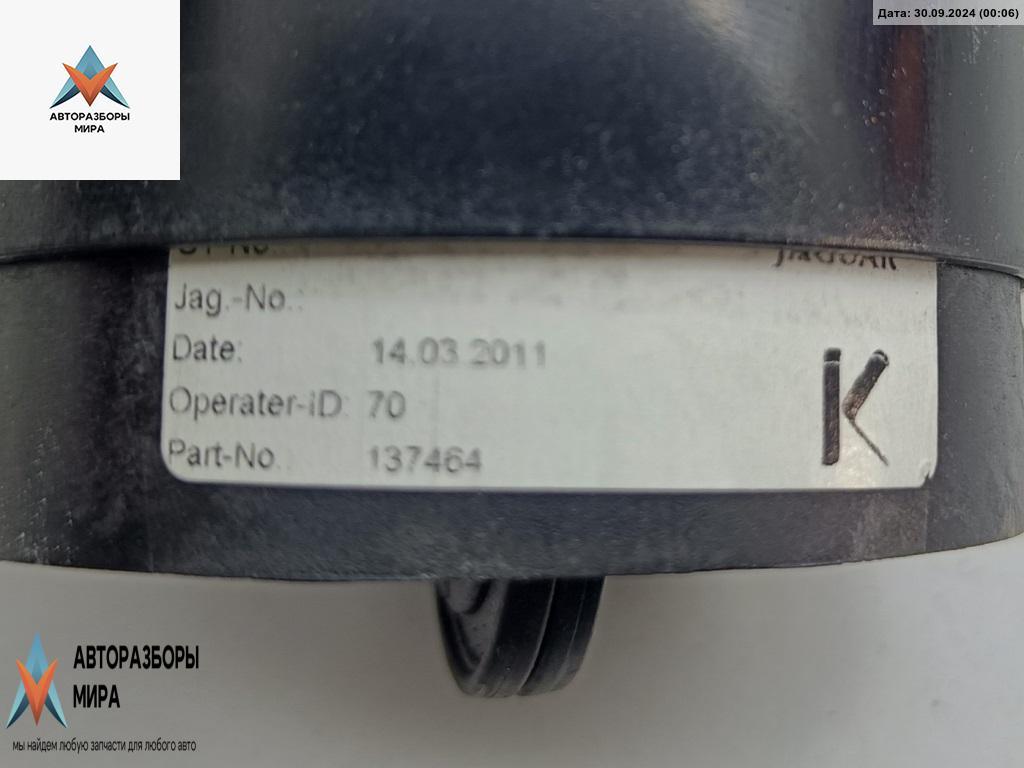 Дата: 30.09.2024 (00:06)
АВТОРАЗБОРЫ
МИРА
JAGUAR
Jag.-No.:
Date: 14.03.2011
Operater-ID: 70
Part-No.: 137464
K
АВТОРАЗБОРЫ
МИРА
мы найдем любую запчасти для любого авто